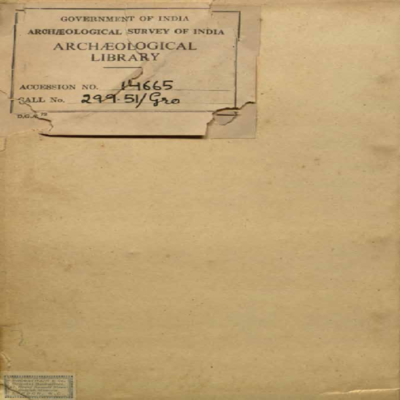 GOVERNMENT OF INDIA
ARCHÆOLOGICAL SURVEY OF INDIA
ARCHÆOLOGICAL
LIBRARY
ACCESSION NO. 14665
CALL No. 299.51/Gro